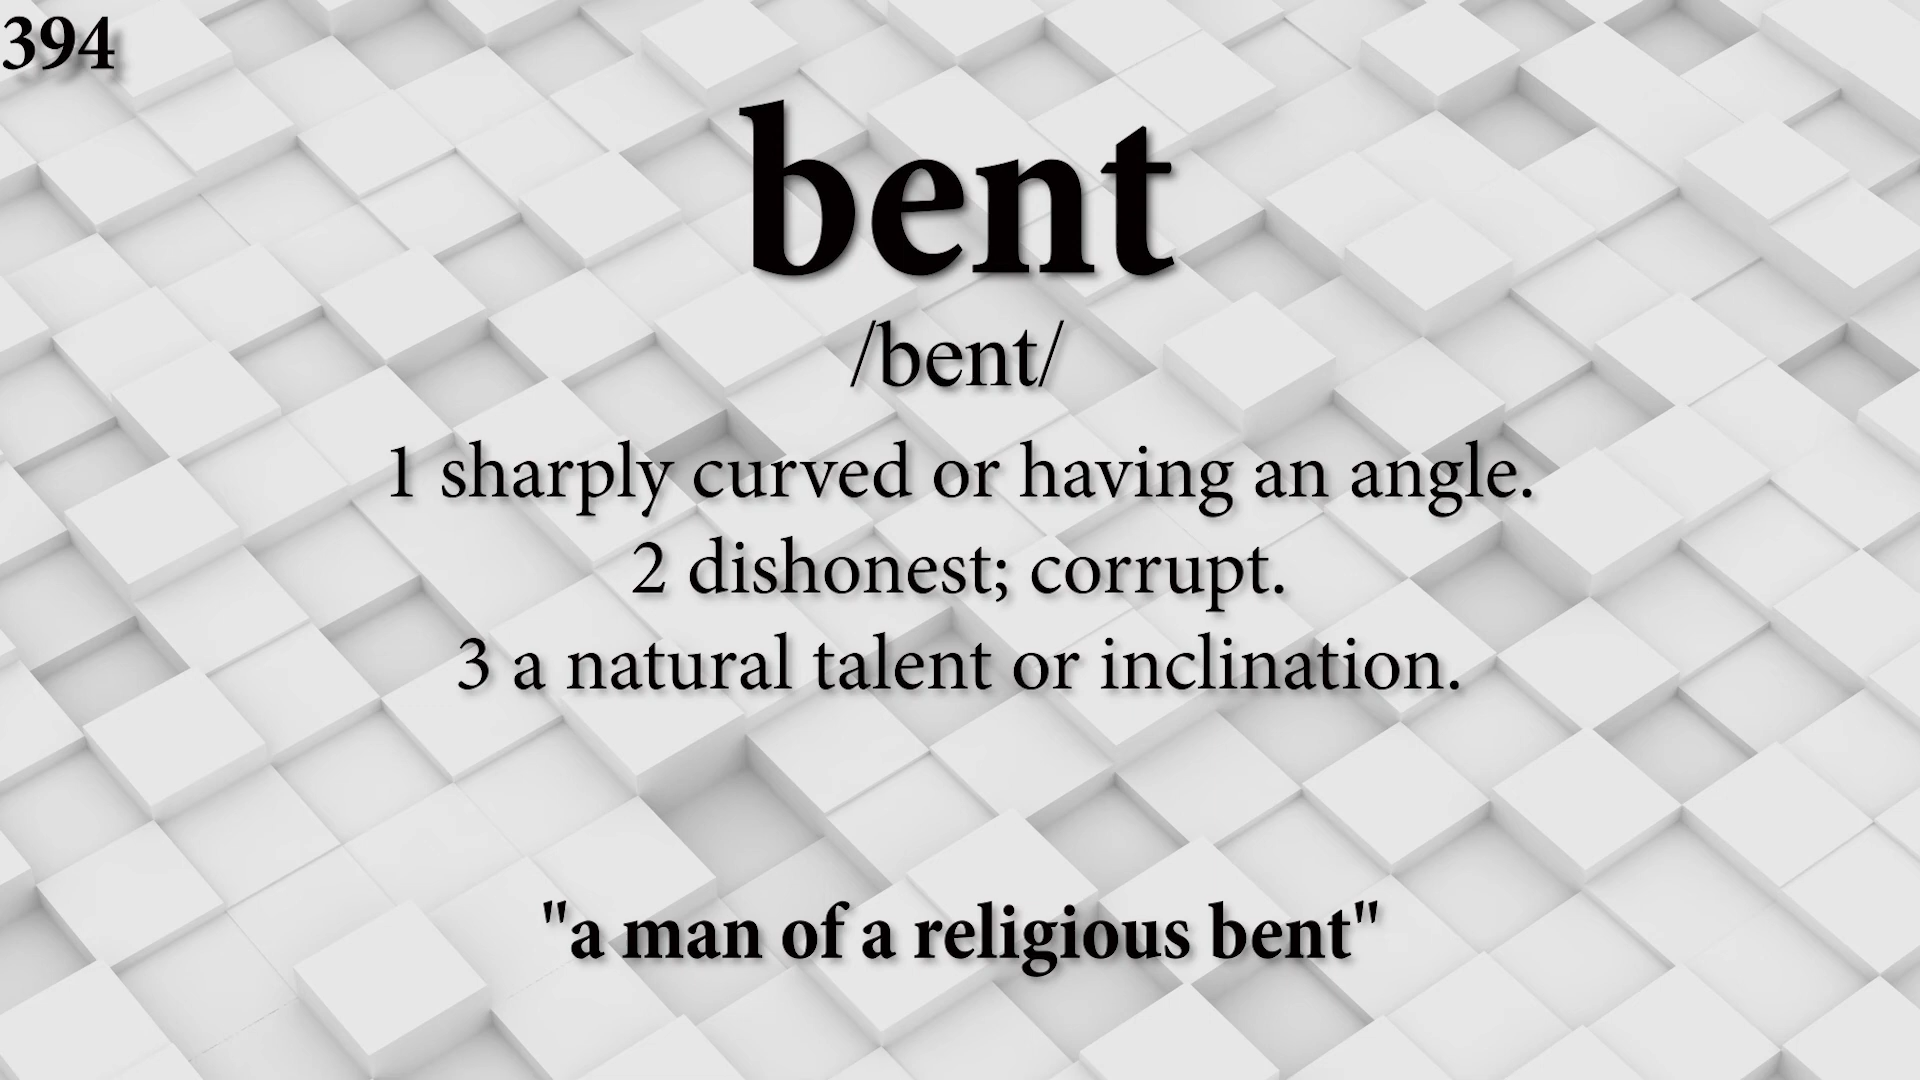 394
bent
/bent/
1 sharply curved or having an angle.
2 dishonest; corrupt.
3 a natural talent or inclination.
"a man of a religious bent"